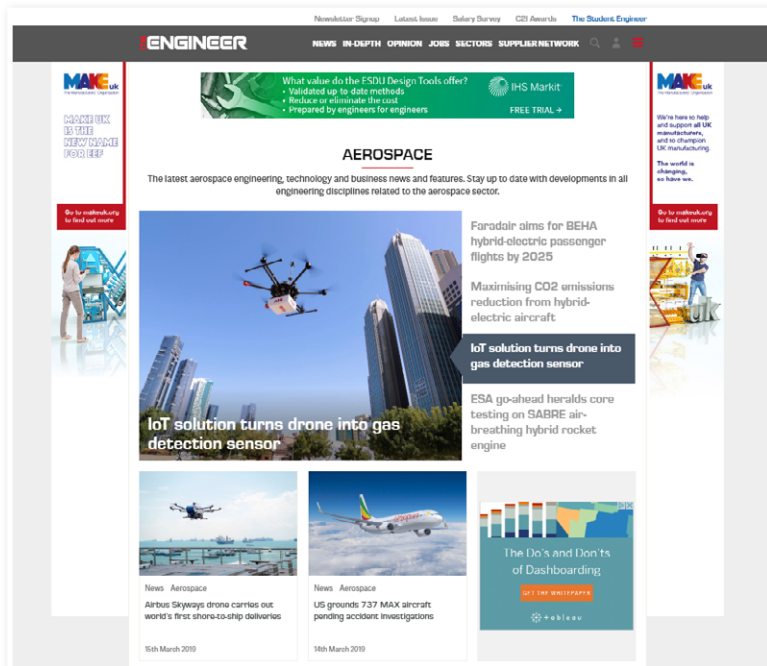 Newsletter Signup Latest Issue Salary Survey C2I Awards The Student Engineer
THE ENGINEER
NEWS IN-DEPTH OPINION JOBS SECTORS SUPPLIER NETWORK
MAKE uk
The Manufacturers' Organisation
MAKE UK
IS THE
NEW NAME
FOR EEF
Go to makeuk.org
to find out more
What value do the ESDU Design Tools offer?
• Validated up-to-date methods
• Reduce or eliminate the cost
• Prepared by engineers for engineers
IHS Markit
FREE TRIAL →
MAKE uk
The Manufacturers' Organisation
We're here to help
and support all UK
manufacturers,
and to champion
UK manufacturing.
The world is
changing,
so have we.
Go to makeuk.org
to find out more
uk
AEROSPACE
The latest aerospace engineering, technology and business news and features. Stay up to date with developments in all
engineering disciplines related to the aerospace sector.
IoT solution turns drone into gas
detection sensor
Faradair aims for BEHA
hybrid-electric passenger
flights by 2025
Maximising CO2 emissions
reduction from hybrid-
electric aircraft
IoT solution turns drone into
gas detection sensor
ESA go-ahead heralds core
testing on SABRE air-
breathing hybrid rocket
engine
News Aerospace
Airbus Skyways drone carries out
world's first shore-to-ship deliveries
15th March 2019
News Aerospace
US grounds 737 MAX aircraft
pending accident investigations
14th March 2019
The Do's and Don'ts
of Dashboarding
GET THE WHITEPAPER
+ableau